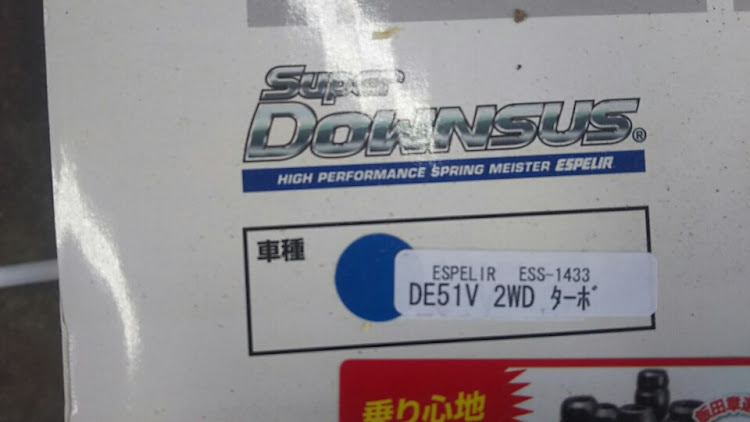 Super
DOWNSUS®
HIGH PERFORMANCE SPRING MEISTER ESPELIR
車種
ESPELIR ESS-1433
DE51V 2WD ﾀｰﾎﾞ
乗り心地